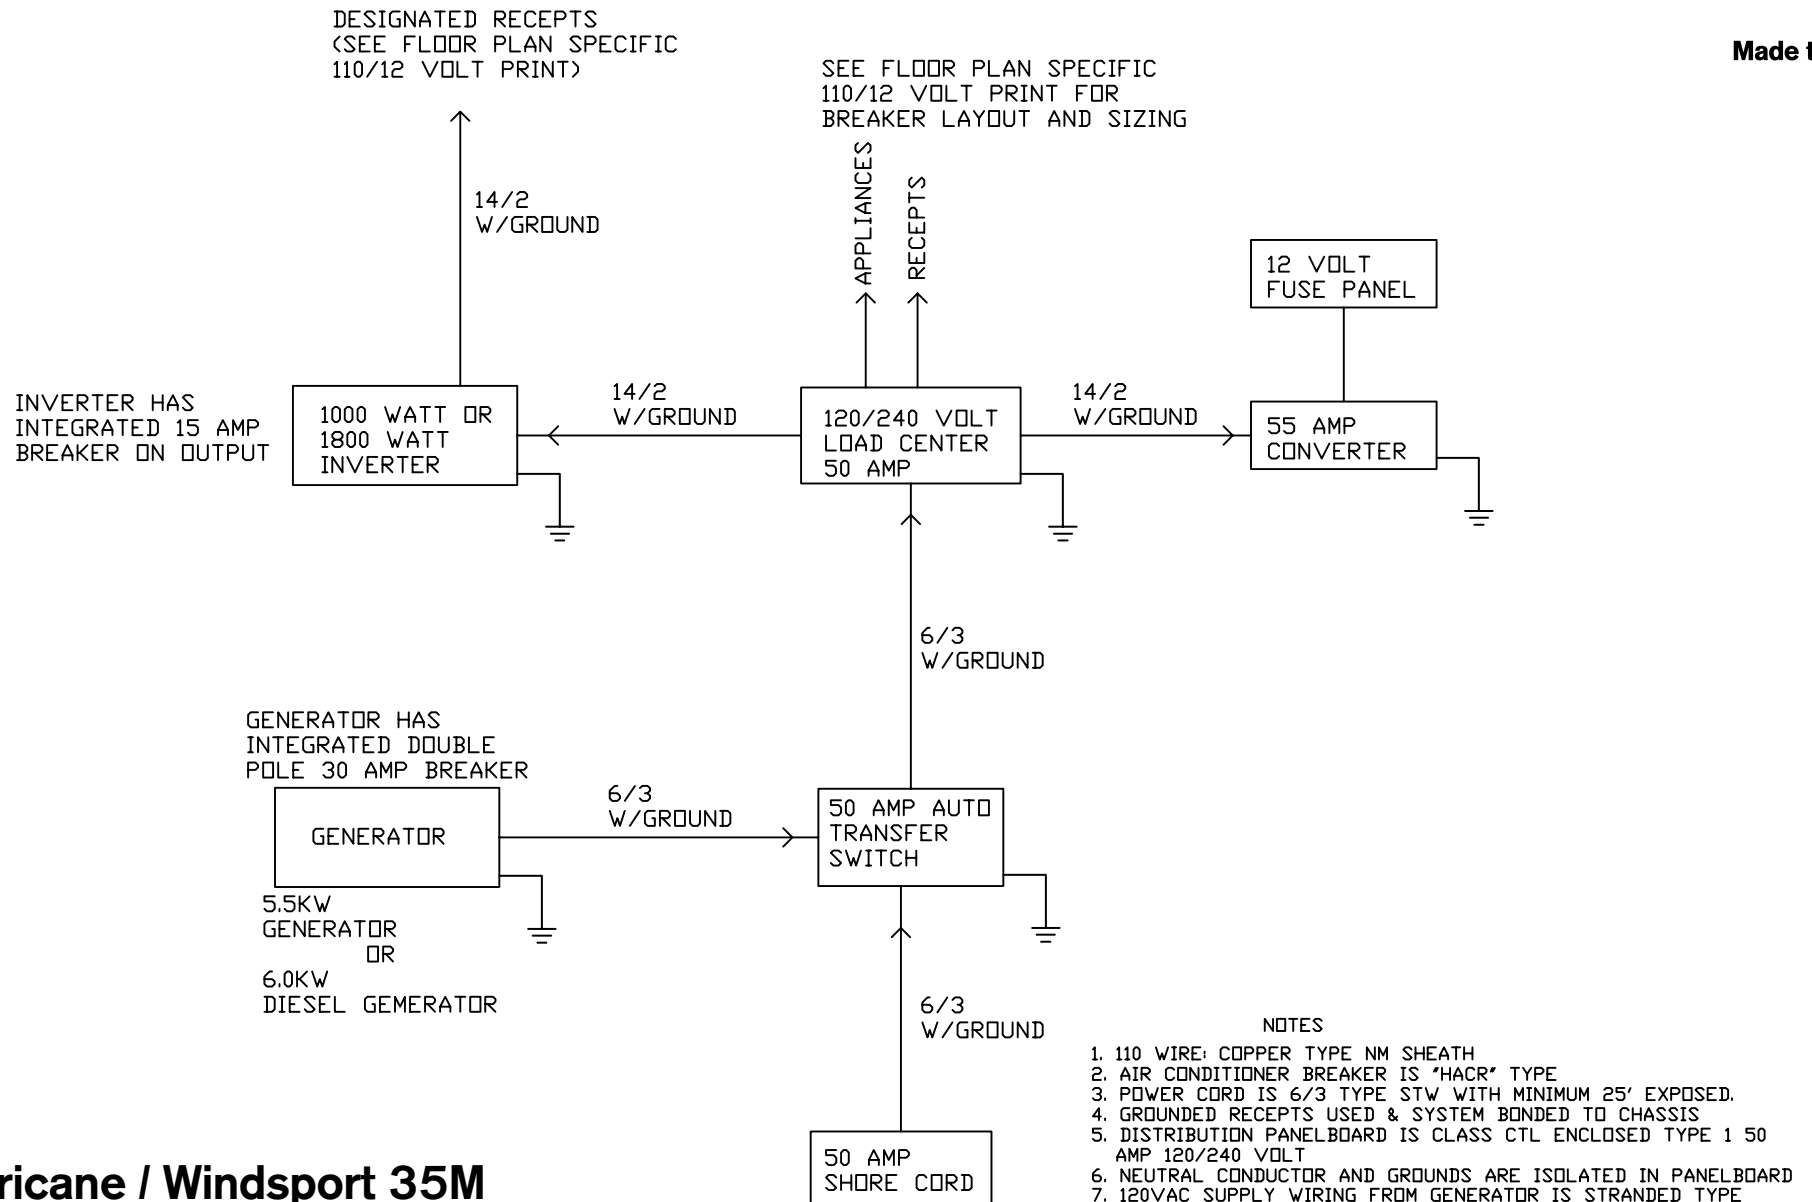 DESIGNATED RECEPTS
(SEE FLOOR PLAN SPECIFIC
110/12 VOLT PRINT)
SEE FLOOR PLAN SPECIFIC
110/12 VOLT PRINT FOR
BREAKER LAYOUT AND SIZING
Made t
APPLIANCES
RECEPTS
14/2
W/GROUND
12 VOLT
FUSE PANEL
INVERTER HAS
INTEGRATED 15 AMP
BREAKER ON OUTPUT
1000 WATT OR
1800 WATT
INVERTER
14/2
W/GROUND
120/240 VOLT
LOAD CENTER
50 AMP
14/2
W/GROUND
55 AMP
CONVERTER
6/3
W/GROUND
GENERATOR HAS
INTEGRATED DOUBLE
POLE 30 AMP BREAKER
GENERATOR
6/3
W/GROUND
50 AMP AUTO
TRANSFER
SWITCH
5.5KW
GENERATOR
OR
6.0KW
DIESEL GEMERATOR
6/3
W/GROUND
50 AMP
SHORE CORD
NOTES
1. 110 WIRE: COPPER TYPE NM SHEATH
2. AIR CONDITIONER BREAKER IS "HACR" TYPE
3. POWER CORD IS 6/3 TYPE STW WITH MINIMUM 25' EXPOSED.
4. GROUNDED RECEPTS USED & SYSTEM BONDED TO CHASSIS
5. DISTRIBUTION PANELBOARD IS CLASS CTL ENCLOSED TYPE 1 50
AMP 120/240 VOLT
6. NEUTRAL CONDUCTOR AND GROUNDS ARE ISOLATED IN PANELBOARD
7. 120VAC SUPPLY WIRING FROM GENERATOR IS STRANDED TYPE
ricane / Windsport 35M